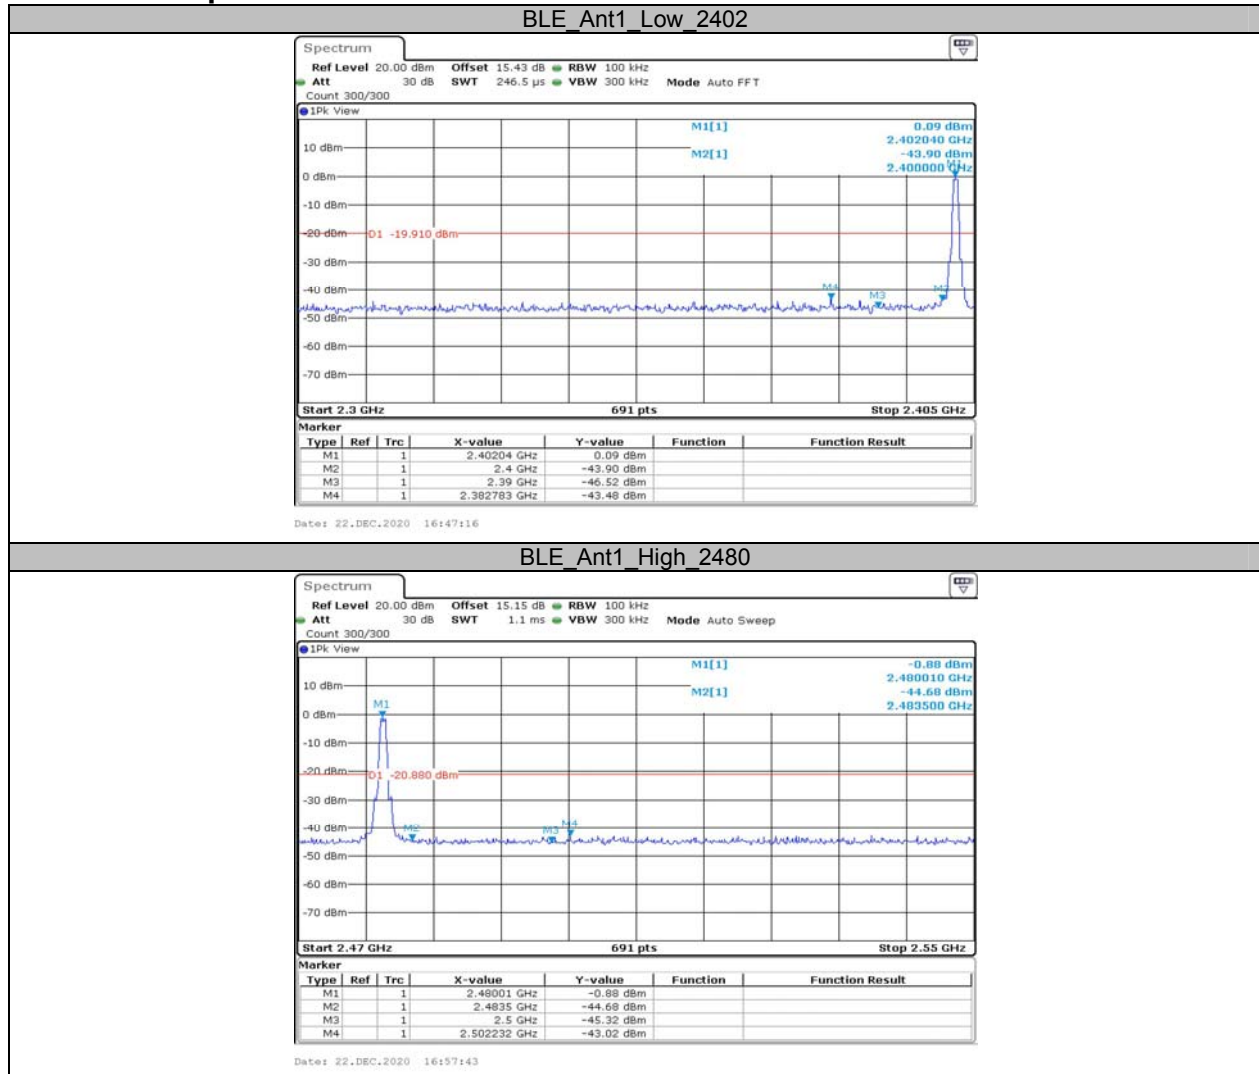 BLE_Ant1_Low_2402
Spectrum
Ref Level 20.00 dBm Offset 15.43 dB RBW 100 kHz
Att 30 dB SWT 246.5 µs VBW 300 kHz Mode Auto FFT
Count 300/300
1Pk View
M1[1] 0.09 dBm
2.402040 GHz
10 dBm
M2[1] -43.90 dBm
2.400000 GHz
M1
0 dBm
-10 dBm
-20 dBm D1 -19.910 dBm
-30 dBm
-40 dBm
M4 M3 M2
-50 dBm
-60 dBm
-70 dBm
Start 2.3 GHz 691 pts Stop 2.405 GHz
Marker
Type Ref Trc X-value Y-value Function Function Result
M1 1 2.40204 GHz 0.09 dBm
M2 1 2.4 GHz -43.90 dBm
M3 1 2.39 GHz -46.52 dBm
M4 1 2.382783 GHz -43.48 dBm
Date: 22.DEC.2020 16:47:16
BLE_Ant1_High_2480
Spectrum
Ref Level 20.00 dBm Offset 15.15 dB RBW 100 kHz
Att 30 dB SWT 1.1 ms VBW 300 kHz Mode Auto Sweep
Count 300/300
1Pk View
M1[1] -0.88 dBm
2.480010 GHz
10 dBm
M2[1] -44.68 dBm
2.483500 GHz
M1
0 dBm
-10 dBm
-20 dBm D1 -20.880 dBm
-30 dBm
-40 dBm
M2 M3 M4
-50 dBm
-60 dBm
-70 dBm
Start 2.47 GHz 691 pts Stop 2.55 GHz
Marker
Type Ref Trc X-value Y-value Function Function Result
M1 1 2.48001 GHz -0.88 dBm
M2 1 2.4835 GHz -44.68 dBm
M3 1 2.5 GHz -45.32 dBm
M4 1 2.502232 GHz -43.02 dBm
Date: 22.DEC.2020 16:57:43